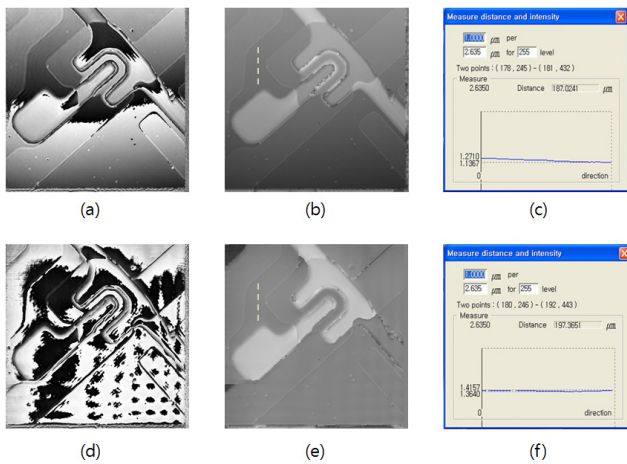 Measure distance and intensity
1.0000 μm per
2.635 μm for 255 level
Two points : ( 178 , 245 ) - ( 181 , 432 )
Measure
2.6350 Distance 187.0241 μm
1.2710
1.1367
0
direction
(a) (b) (c)
Measure distance and intensity
1.0000 μm per
2.635 μm for 255 level
Two points : ( 180 , 246 ) - ( 192 , 443 )
Measure
2.6350 Distance 197.3651 μm
1.4157
1.3640
0
direction
(d) (e) (f)